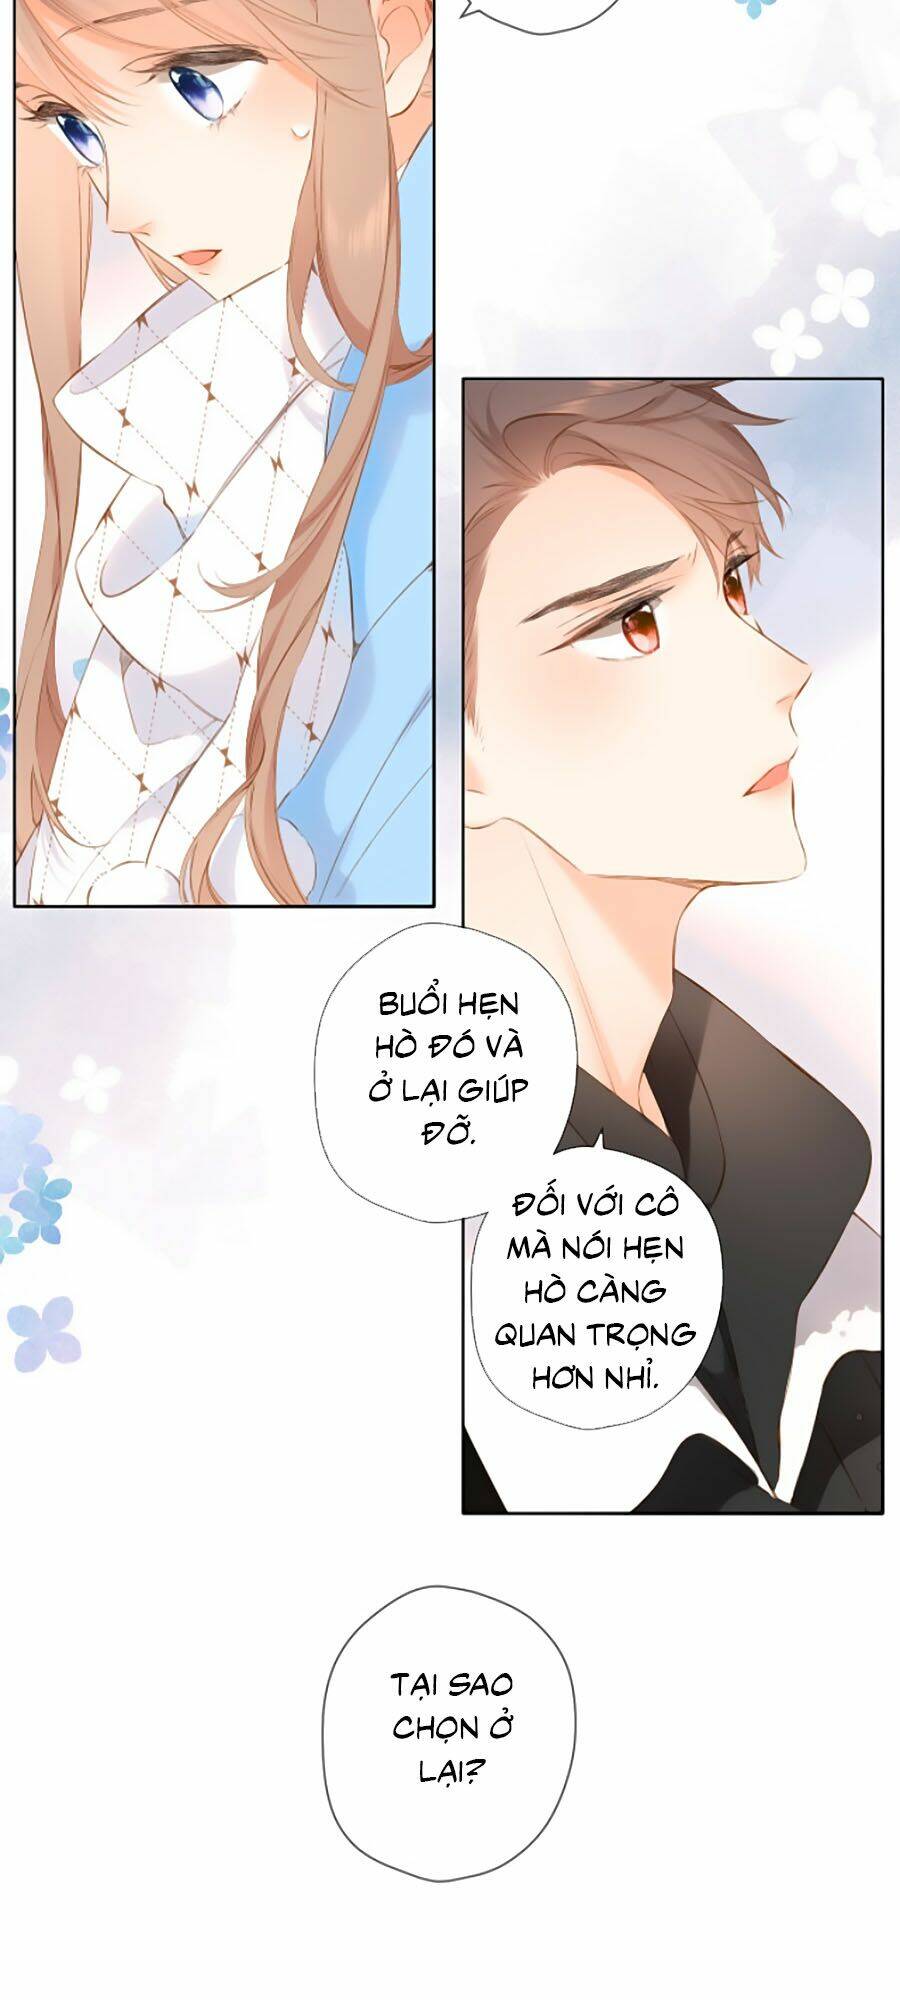 BUỔI HẸN
HÒ ĐÓ VÀ
Ở LẠI GIÚP
ĐỠ.
ĐỐI VỚI CÔ
MÀ NÓI HẸN
HÒ CÀNG
QUAN TRỌNG
HƠN NHỈ.
TẠI SAO
CHỌN Ở
LẠI?